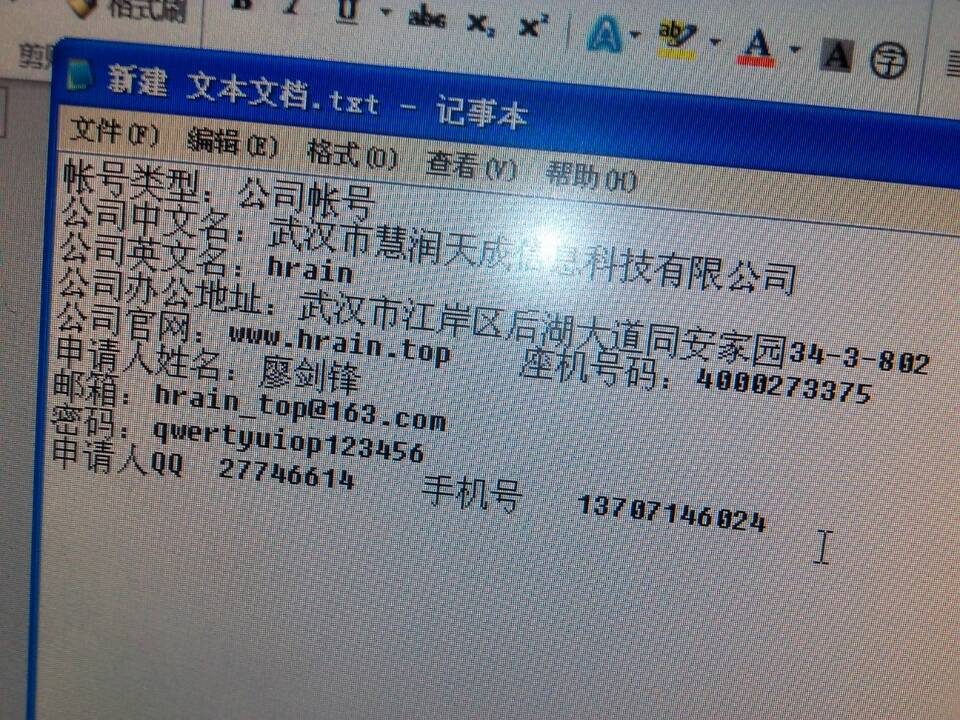 格式刷
B I U abc X₂ X² A ab A A 字
剪贴
新建 文本文档.txt - 记事本
文件(F) 编辑(E) 格式(O) 查看(V) 帮助(H)
帐号类型：公司帐号
公司中文名：武汉市慧润天成信息科技有限公司
公司英文名：hrain
公司办公地址：武汉市江岸区后湖大道同安家园34-3-802
公司官网：www.hrain.top 座机号码：4000273375
申请人姓名：廖剑锋
邮箱：hrain_top@163.com
密码：qwertyuiop123456
申请人QQ 27746614 手机号 13707146024